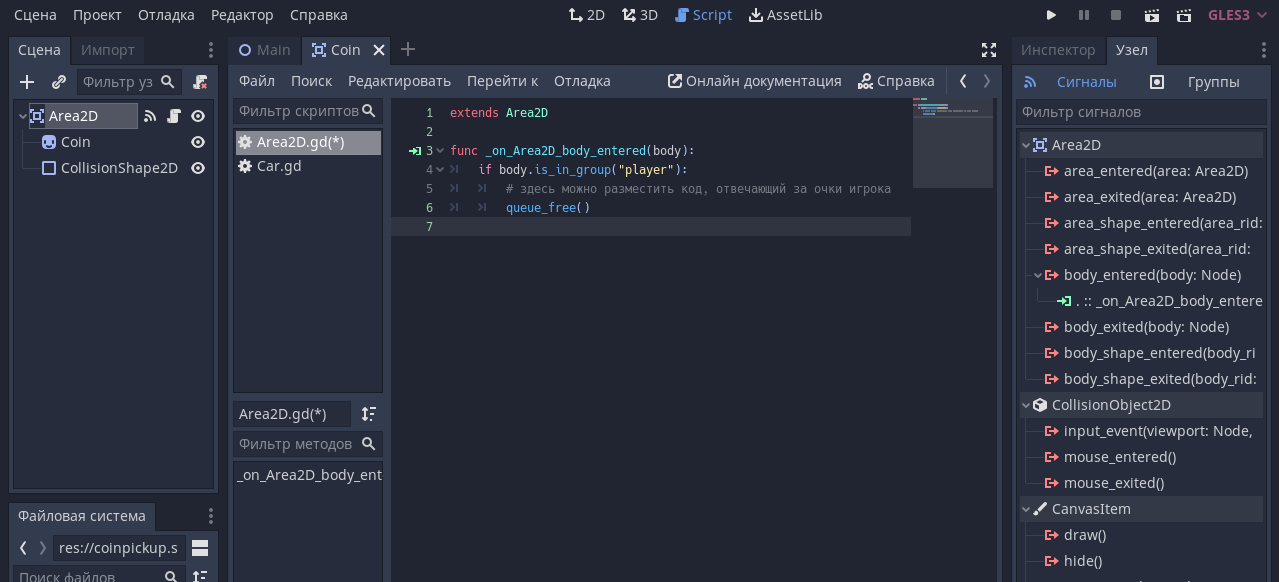 Сцена Проект Отладка Редактор Справка 2D 3D Script AssetLib GLES3
Сцена Импорт
Фильтр уз
Area2D
Coin
CollisionShape2D
Файловая система
res://coinpickup.s
Поиск файлов
Main Coin
Файл Поиск Редактировать Перейти к Отладка Онлайн документация Справка
Фильтр скриптов
Area2D.gd(*)
Car.gd
Area2D.gd(*)
Фильтр методов
_on_Area2D_body_ent
1 extends Area2D
2
3 func _on_Area2D_body_entered(body):
4 if body.is_in_group("player"):
5 # здесь можно разместить код, отвечающий за очки игрока
6 queue_free()
7
Инспектор Узел
Сигналы Группы
Фильтр сигналов
Area2D
area_entered(area: Area2D)
area_exited(area: Area2D)
area_shape_entered(area_rid:
area_shape_exited(area_rid:
body_entered(body: Node)
. :: _on_Area2D_body_entere
body_exited(body: Node)
body_shape_entered(body_ri
body_shape_exited(body_rid:
CollisionObject2D
input_event(viewport: Node,
mouse_entered()
mouse_exited()
CanvasItem
draw()
hide()